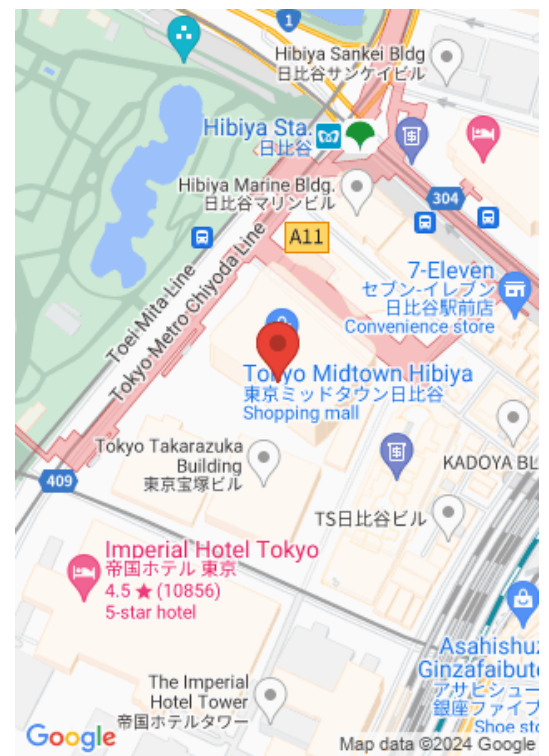 1
Hibiya Sankei Bldg
日比谷サンケイビル
Hibiya Sta.
日比谷
Hibiya Marine Bldg.
日比谷マリンビル
304
A11
7-Eleven
セブン-イレブン
日比谷駅前店
Convenience store
Toei Mita Line
Tokyo Metro Chiyoda Line
Tokyo Midtown Hibiya
東京ミッドタウン日比谷
Shopping mall
Tokyo Takarazuka
Building
東京宝塚ビル
KADOYA BL
409
TS日比谷ビル
Imperial Hotel Tokyo
帝国ホテル 東京
4.5 ★ (10856)
5-star hotel
Asahishuz
Ginzafaibute
アサヒシュー
銀座ファイブ
Shoe sto
The Imperial
Hotel Tower
帝国ホテルタワー
Google
Map data ©2024 Google